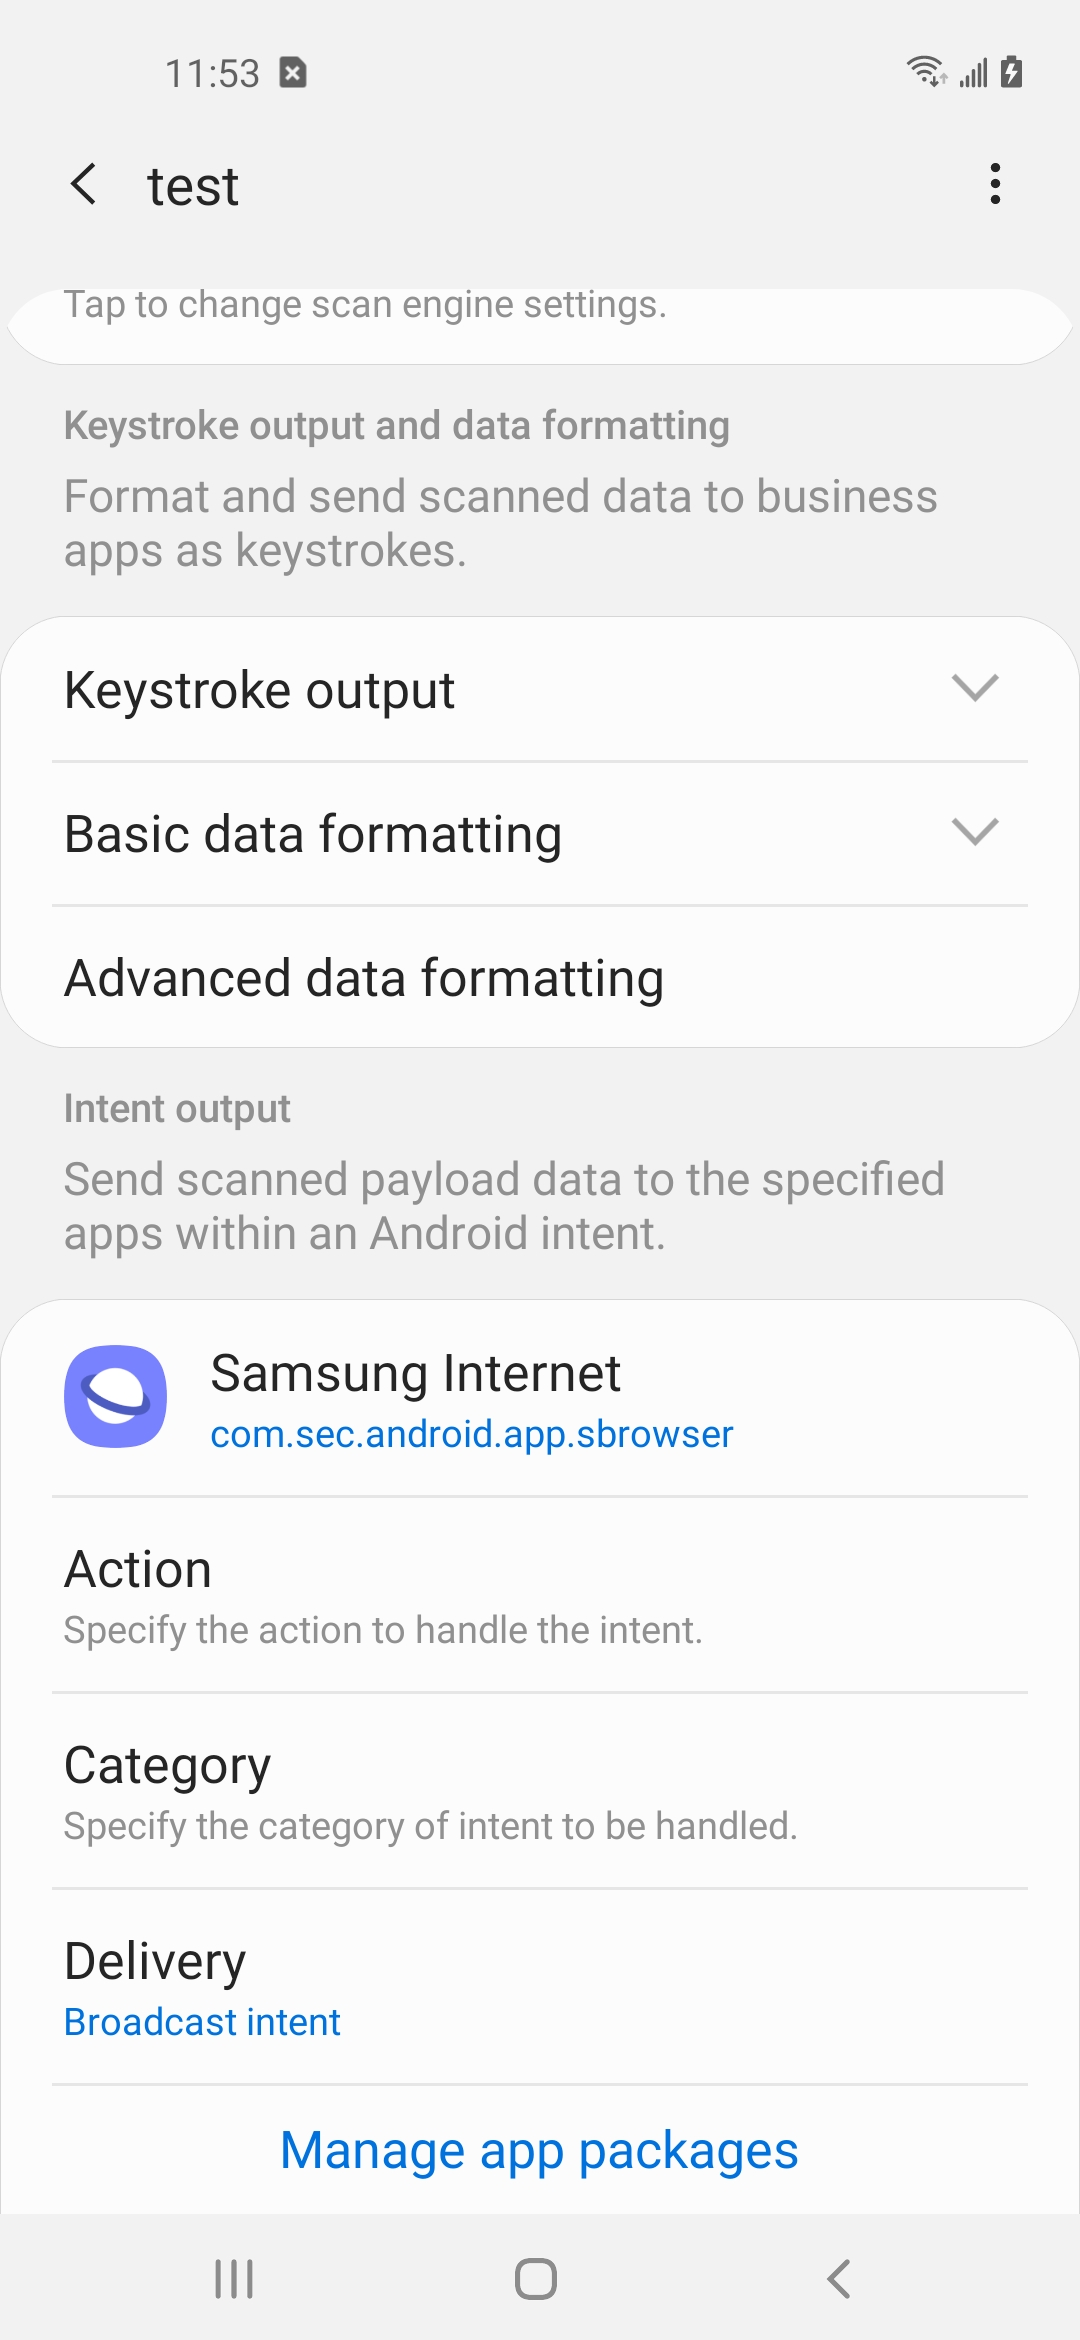 11:53
test
Tap to change scan engine settings.
Keystroke output and data formatting
Format and send scanned data to business
apps as keystrokes.
Keystroke output
Basic data formatting
Advanced data formatting
Intent output
Send scanned payload data to the specified
apps within an Android intent.
Samsung Internet
com.sec.android.app.sbrowser
Action
Specify the action to handle the intent.
Category
Specify the category of intent to be handled.
Delivery
Broadcast intent
Manage app packages